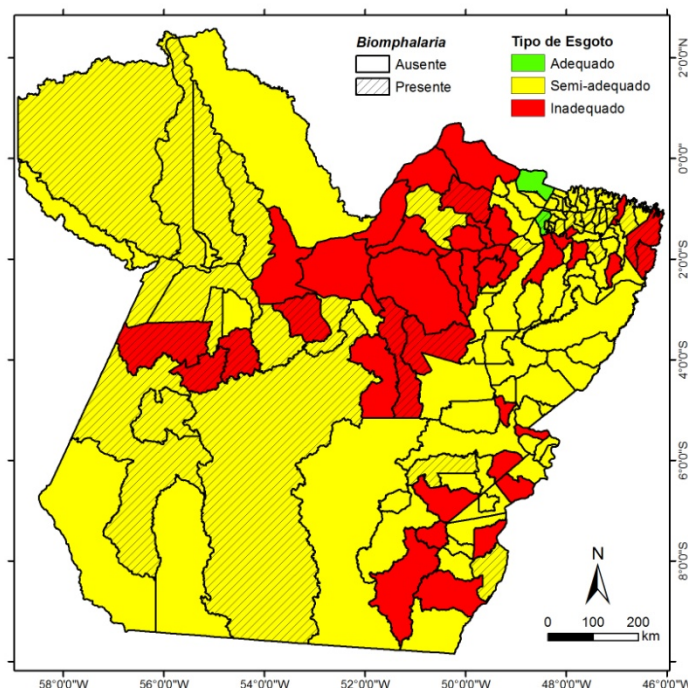 Biomphalaria
Ausente
Presente
Tipo de Esgoto
Adequado
Semi-adequado
Inadequado
2°0'0"N
0°0'0"
2°0'0"S
4°0'0"S
6°0'0"S
8°0'0"S
N
0 100 200
km
58°0'0"W 56°0'0"W 54°0'0"W 52°0'0"W 50°0'0"W 48°0'0"W 46°0'0"W